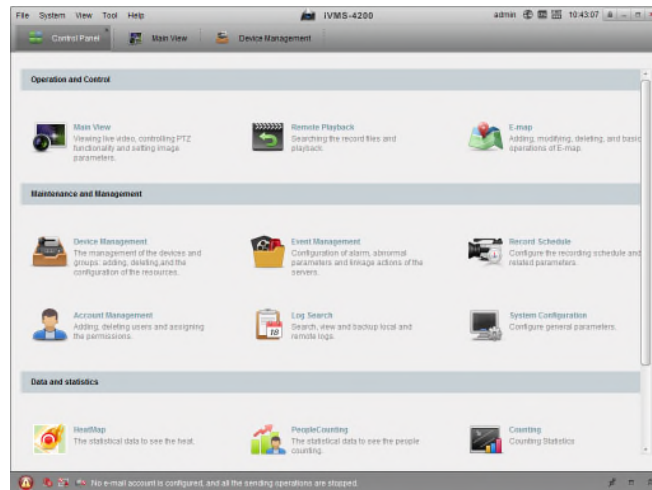 File System View Tool Help iVMS-4200 admin 10:43:07
Control Panel Main View Device Management
Operation and Control
Main View
Viewing live video, controlling PTZ
functionality and setting image
parameters.
Remote Playback
Searching the record files and
playback.
E-map
Adding, modifying, deleting, and basic
operations of E-map.
Maintenance and Management
Device Management
The management of the devices and
groups: adding, deleting,and the
configuration of the resources.
Event Management
Configuration of alarm, abnormal
parameters and linkage actions of the
servers.
Record Schedule
Configure the recording schedule and
related parameters.
Account Management
Adding, deleting users and assigning
the permissions.
18
Log Search
Search, view and backup local and
remote logs.
System Configuration
Configure general parameters.
Data and statistics
HeatMap
The statistical data to see the heat.
PeopleCounting
The statistical data to see the people
counting.
Counting
Counting Statistics
No e-mail account is configured, and all the sending operations are stopped.